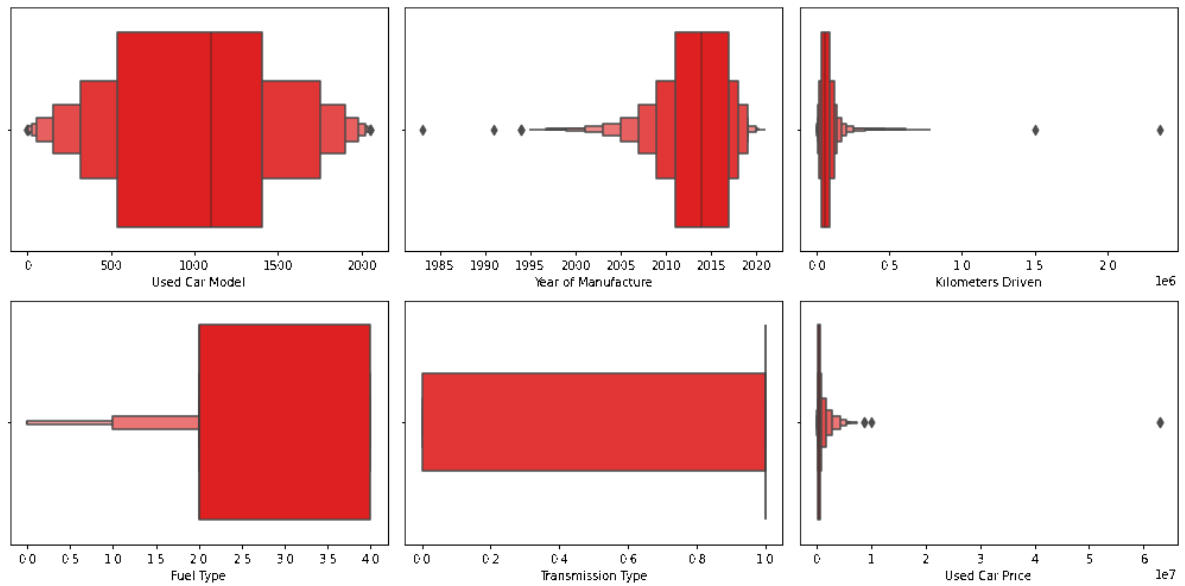 0 500 1000 1500 2000
Used Car Model
1985 1990 1995 2000 2005 2010 2015 2020
Year of Manufacture
0.0 0.5 1.0 1.5 2.0
Kilometers Driven
1e6
0.0 0.5 1.0 1.5 2.0 2.5 3.0 3.5 4.0
Fuel Type
0.0 0.2 0.4 0.6 0.8 1.0
Transmission Type
0 1 2 3 4 5 6
Used Car Price
1e7